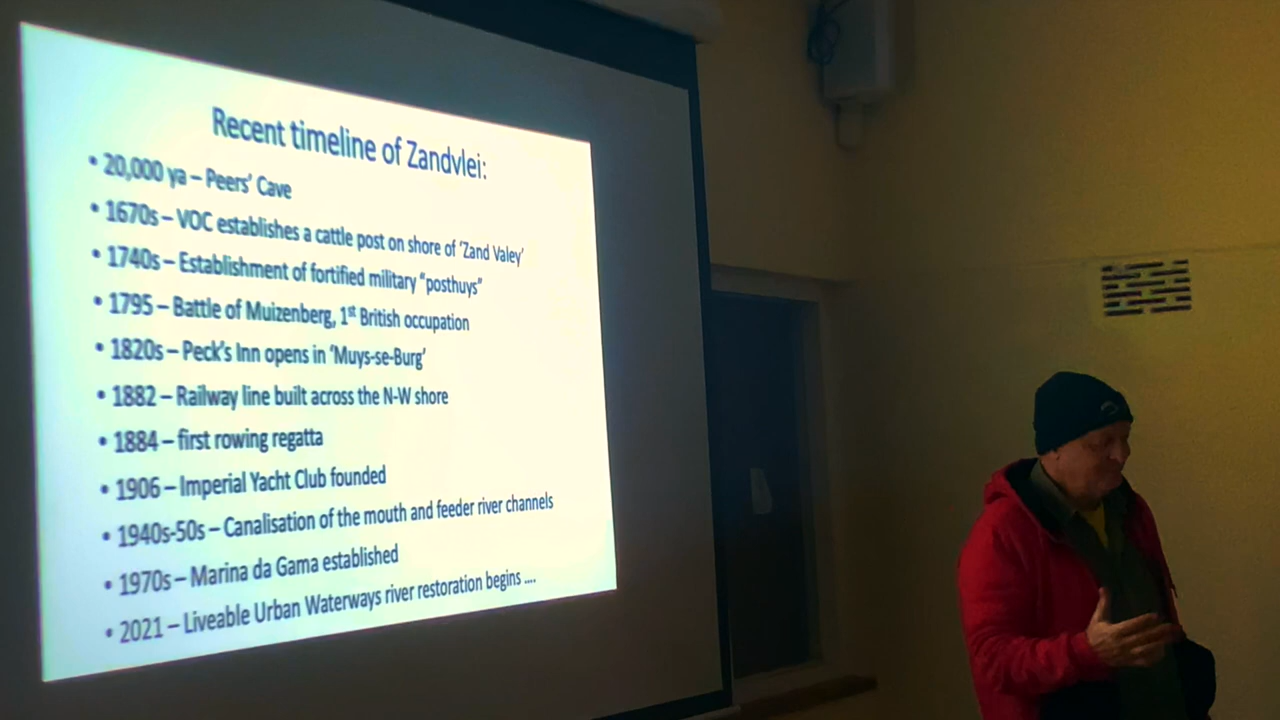 Recent timeline of Zandvlei:
• 20,000 ya – Peers' Cave
• 1670s – VOC establishes a cattle post on shore of 'Zand Valey'
• 1740s – Establishment of fortified military "posthuys"
• 1795 – Battle of Muizenberg, 1st British occupation
• 1820s – Peck's Inn opens in 'Muys-se-Burg'
• 1882 – Railway line built across the N-W shore
• 1884 – first rowing regatta
• 1906 – Imperial Yacht Club founded
• 1940s-50s – Canalisation of the mouth and feeder river channels
• 1970s – Marina da Gama established
• 2021 – Liveable Urban Waterways river restoration begins ....